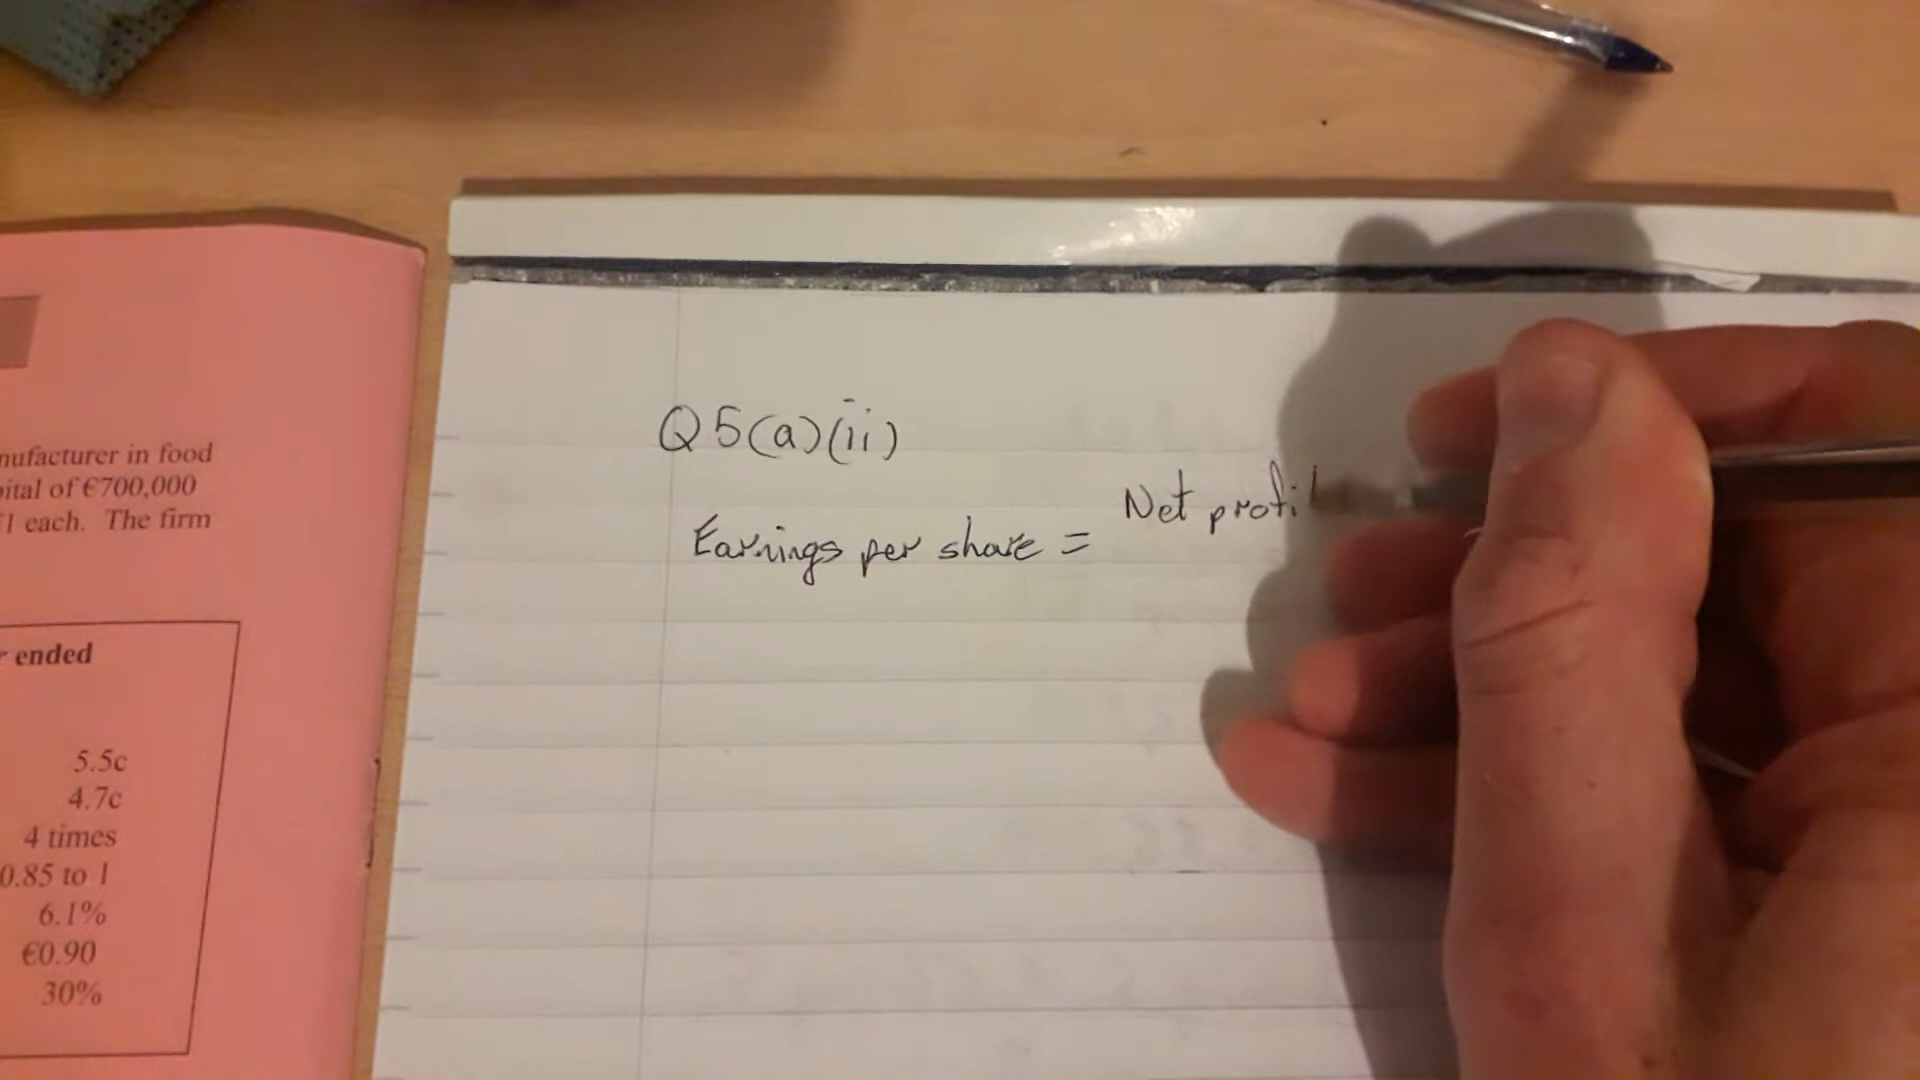 nufacturer in food
pital of €700,000
1 each. The firm
ended
5.5c
4.7c
4 times
0.85 to 1
6.1%
€0.90
30%
Q5(a)(ii)
Net profit
Earnings per share =